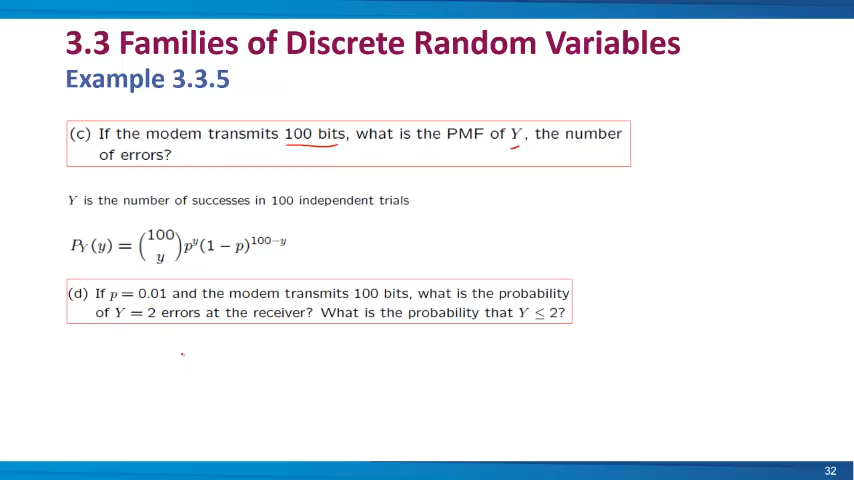 3.3 Families of Discrete Random Variables
Example 3.3.5
(c) If the modem transmits 100 bits, what is the PMF of Y, the number
of errors?
Y is the number of successes in 100 independent trials
P_Y(y) = \binom{100}{y} p^y (1 − p)^{100−y}
(d) If p = 0.01 and the modem transmits 100 bits, what is the probability
of Y = 2 errors at the receiver? What is the probability that Y ≤ 2?
32